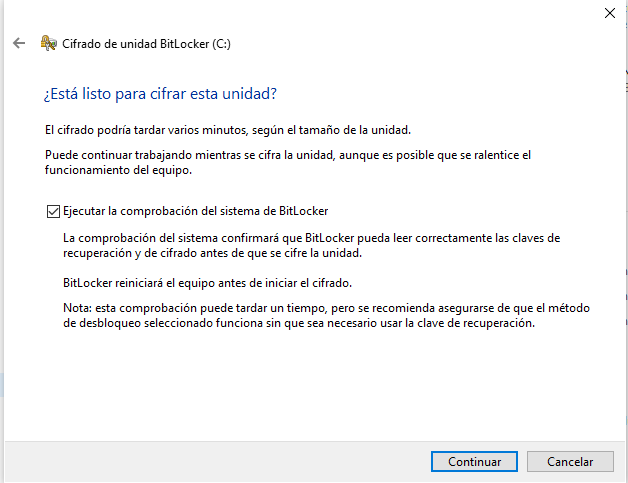 Cifrado de unidad BitLocker (C:)
¿Está listo para cifrar esta unidad?
El cifrado podría tardar varios minutos, según el tamaño de la unidad.
Puede continuar trabajando mientras se cifra la unidad, aunque es posible que se ralentice el
funcionamiento del equipo.
Ejecutar la comprobación del sistema de BitLocker
La comprobación del sistema confirmará que BitLocker pueda leer correctamente las claves de
recuperación y de cifrado antes de que se cifre la unidad.
BitLocker reiniciará el equipo antes de iniciar el cifrado.
Nota: esta comprobación puede tardar un tiempo, pero se recomienda asegurarse de que el método
de desbloqueo seleccionado funciona sin que sea necesario usar la clave de recuperación.
Continuar
Cancelar